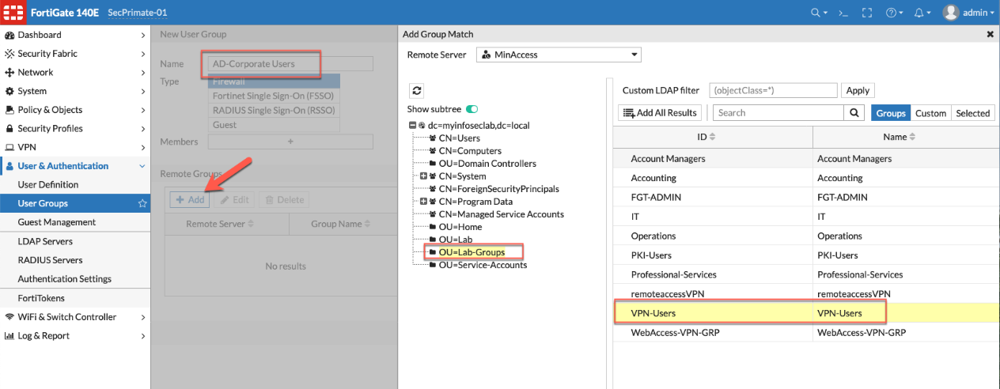 FortiGate 140E SecPrimate-01 admin
Dashboard
Security Fabric
Network
System
Policy & Objects
Security Profiles
VPN
User & Authentication
User Definition
User Groups
Guest Management
LDAP Servers
RADIUS Servers
Authentication Settings
FortiTokens
WiFi & Switch Controller
Log & Report
New User Group
Name AD-Corporate Users
Type Firewall
Fortinet Single Sign-On (FSSO)
RADIUS Single Sign-On (RSSO)
Guest
Members +
Remote Groups
+ Add Edit Delete
Remote Server Group Name
No results
Add Group Match
Remote Server MinAccess
Show subtree
dc=myinfoseclab,dc=local
CN=Users
CN=Computers
OU=Domain Controllers
CN=System
CN=ForeignSecurityPrincipals
CN=Program Data
CN=Managed Service Accounts
OU=Home
OU=Lab
OU=Lab-Groups
OU=Service-Accounts
Custom LDAP filter (objectClass=*) Apply
Add All Results Search Groups Custom Selected
ID Name
Account Managers Account Managers
Accounting Accounting
FGT-ADMIN FGT-ADMIN
IT IT
Operations Operations
PKI-Users PKI-Users
Professional-Services Professional-Services
remoteaccessVPN remoteaccessVPN
VPN-Users VPN-Users
WebAccess-VPN-GRP WebAccess-VPN-GRP